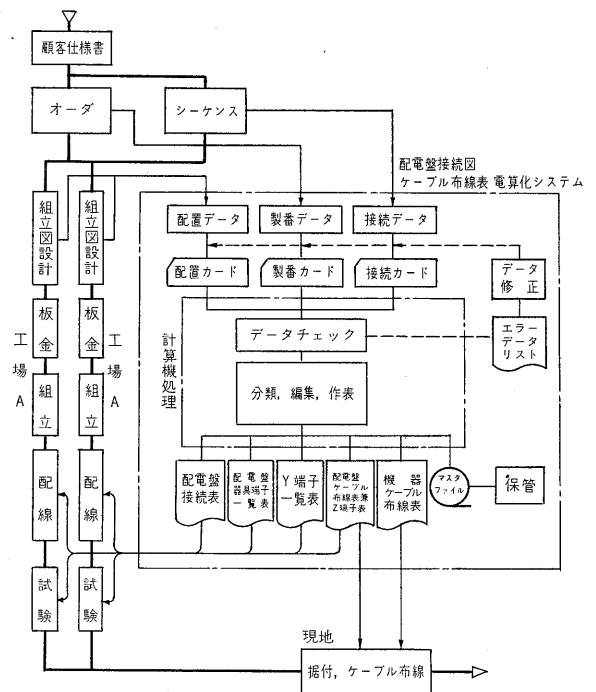 顧客仕様書
オーダ
シーケンス
配電盤接続図
ケーブル布線表 電算化システム
組立図設計
組立図設計
配置データ
製番データ
接続データ
配置カード
製番カード
接続カード
データ
修正
板金
板金
工場A
工場A
計算機処理
データチェック
エラー
データ
リスト
組立
組立
分類，編集，作表
配線
配線
配電盤
接続表
配電盤
器具端子
一覧表
Y端子
一覧表
配電盤
ケーブル
布線表兼
Z端子表
機器
ケーブル
布線表
マスタ
ファイル
保管
試験
試験
現地
据付，ケーブル布線